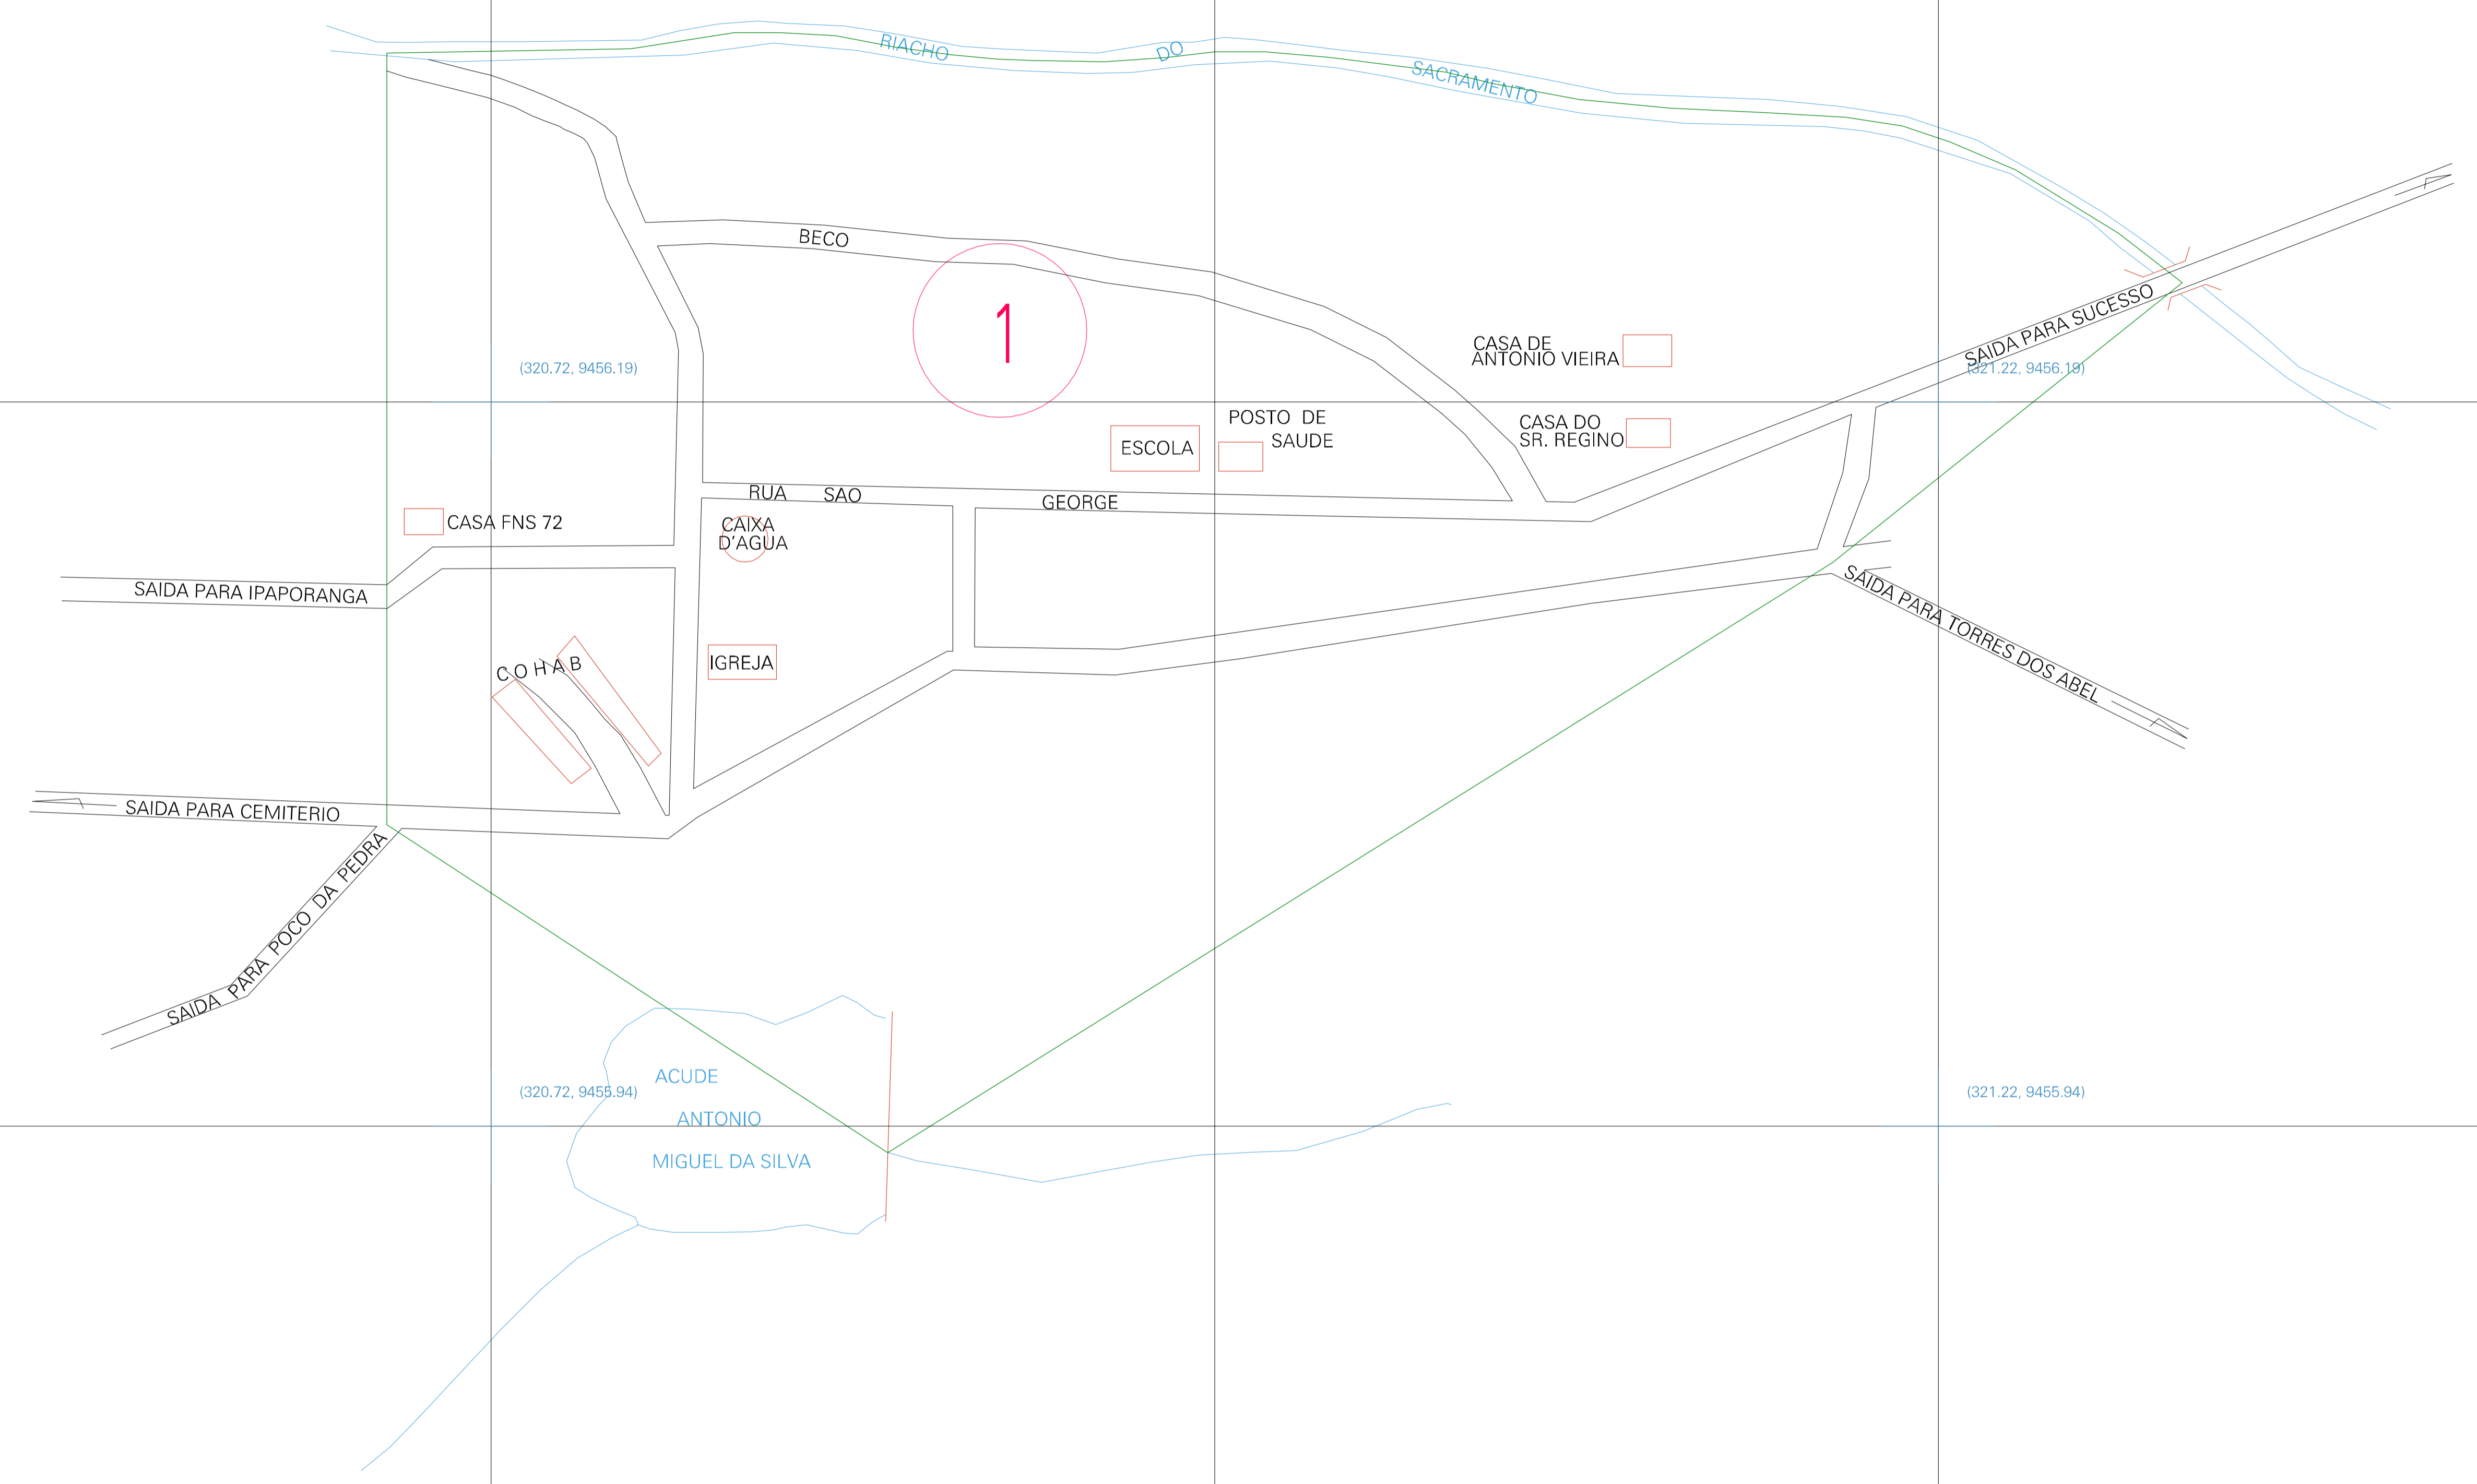 RIACHO DO SACRAMENTO
BECO
1
SAIDA PARA SUCESSO
CASA DE
ANTONIO VIEIRA
(320.72, 9456.19)
(321.22, 9456.19)
POSTO DE
SAUDE
CASA DO
SR. REGINO
ESCOLA
RUA SAO GEORGE
CASA FNS 72
CAIXA
D'AGUA
SAIDA PARA IPAPORANGA
SAIDA PARA TORRES DOS ABEL
COHAB
IGREJA
SAIDA PARA CEMITERIO
SAIDA PARA POCO DA PEDRA
ACUDE
(320.72, 9455.94)
(321.22, 9455.94)
ANTONIO
MIGUEL DA SILVA